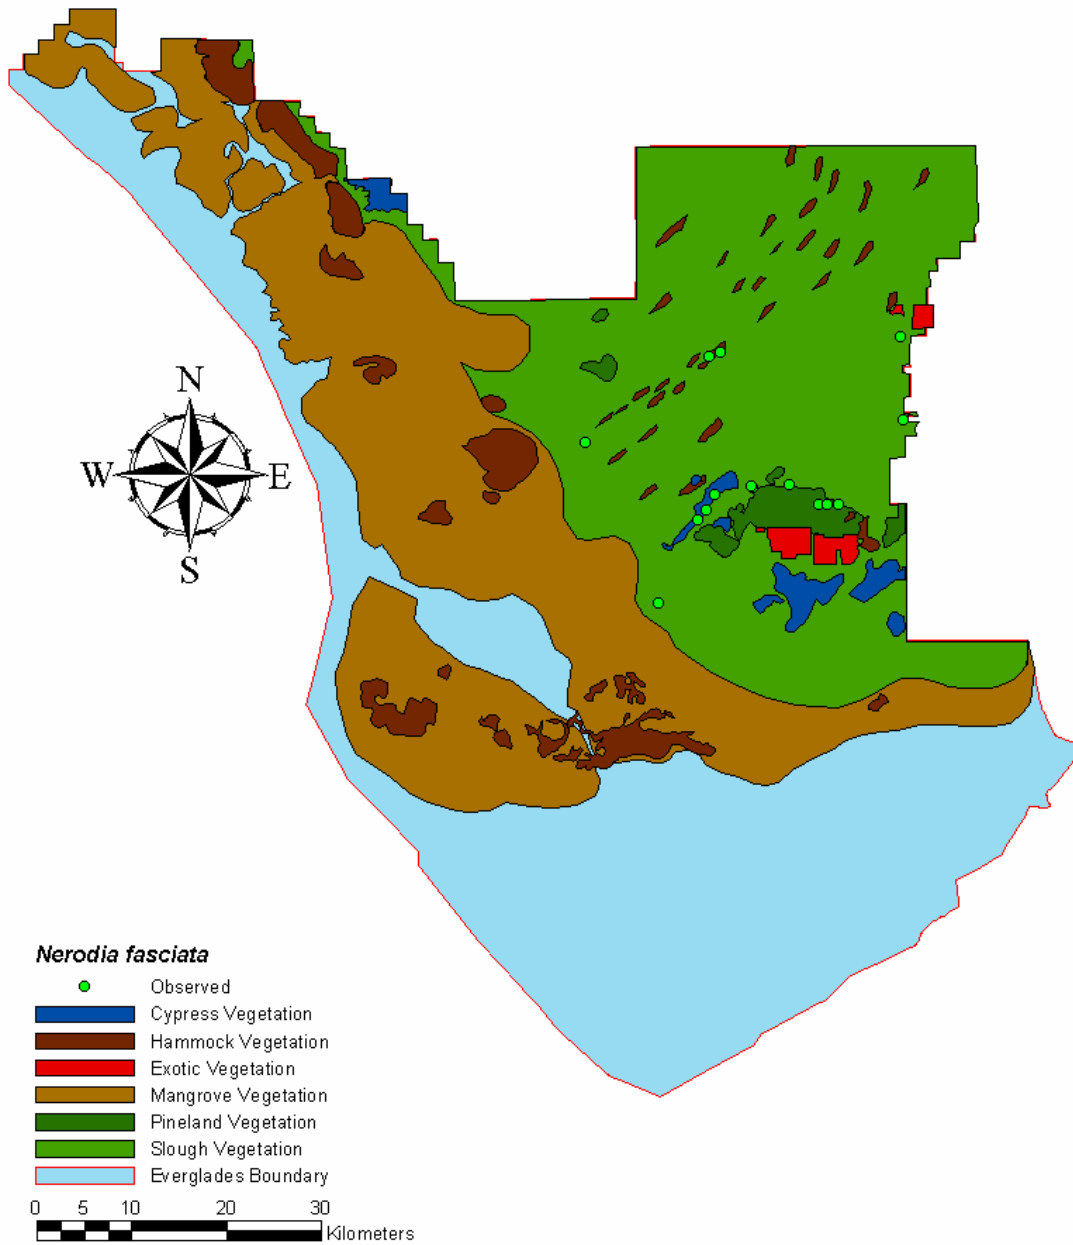 N
W E
S
Nerodia fasciata
Observed
Cypress Vegetation
Hammock Vegetation
Exotic Vegetation
Mangrove Vegetation
Pineland Vegetation
Slough Vegetation
Everglades Boundary
0 5 10 20 30
Kilometers